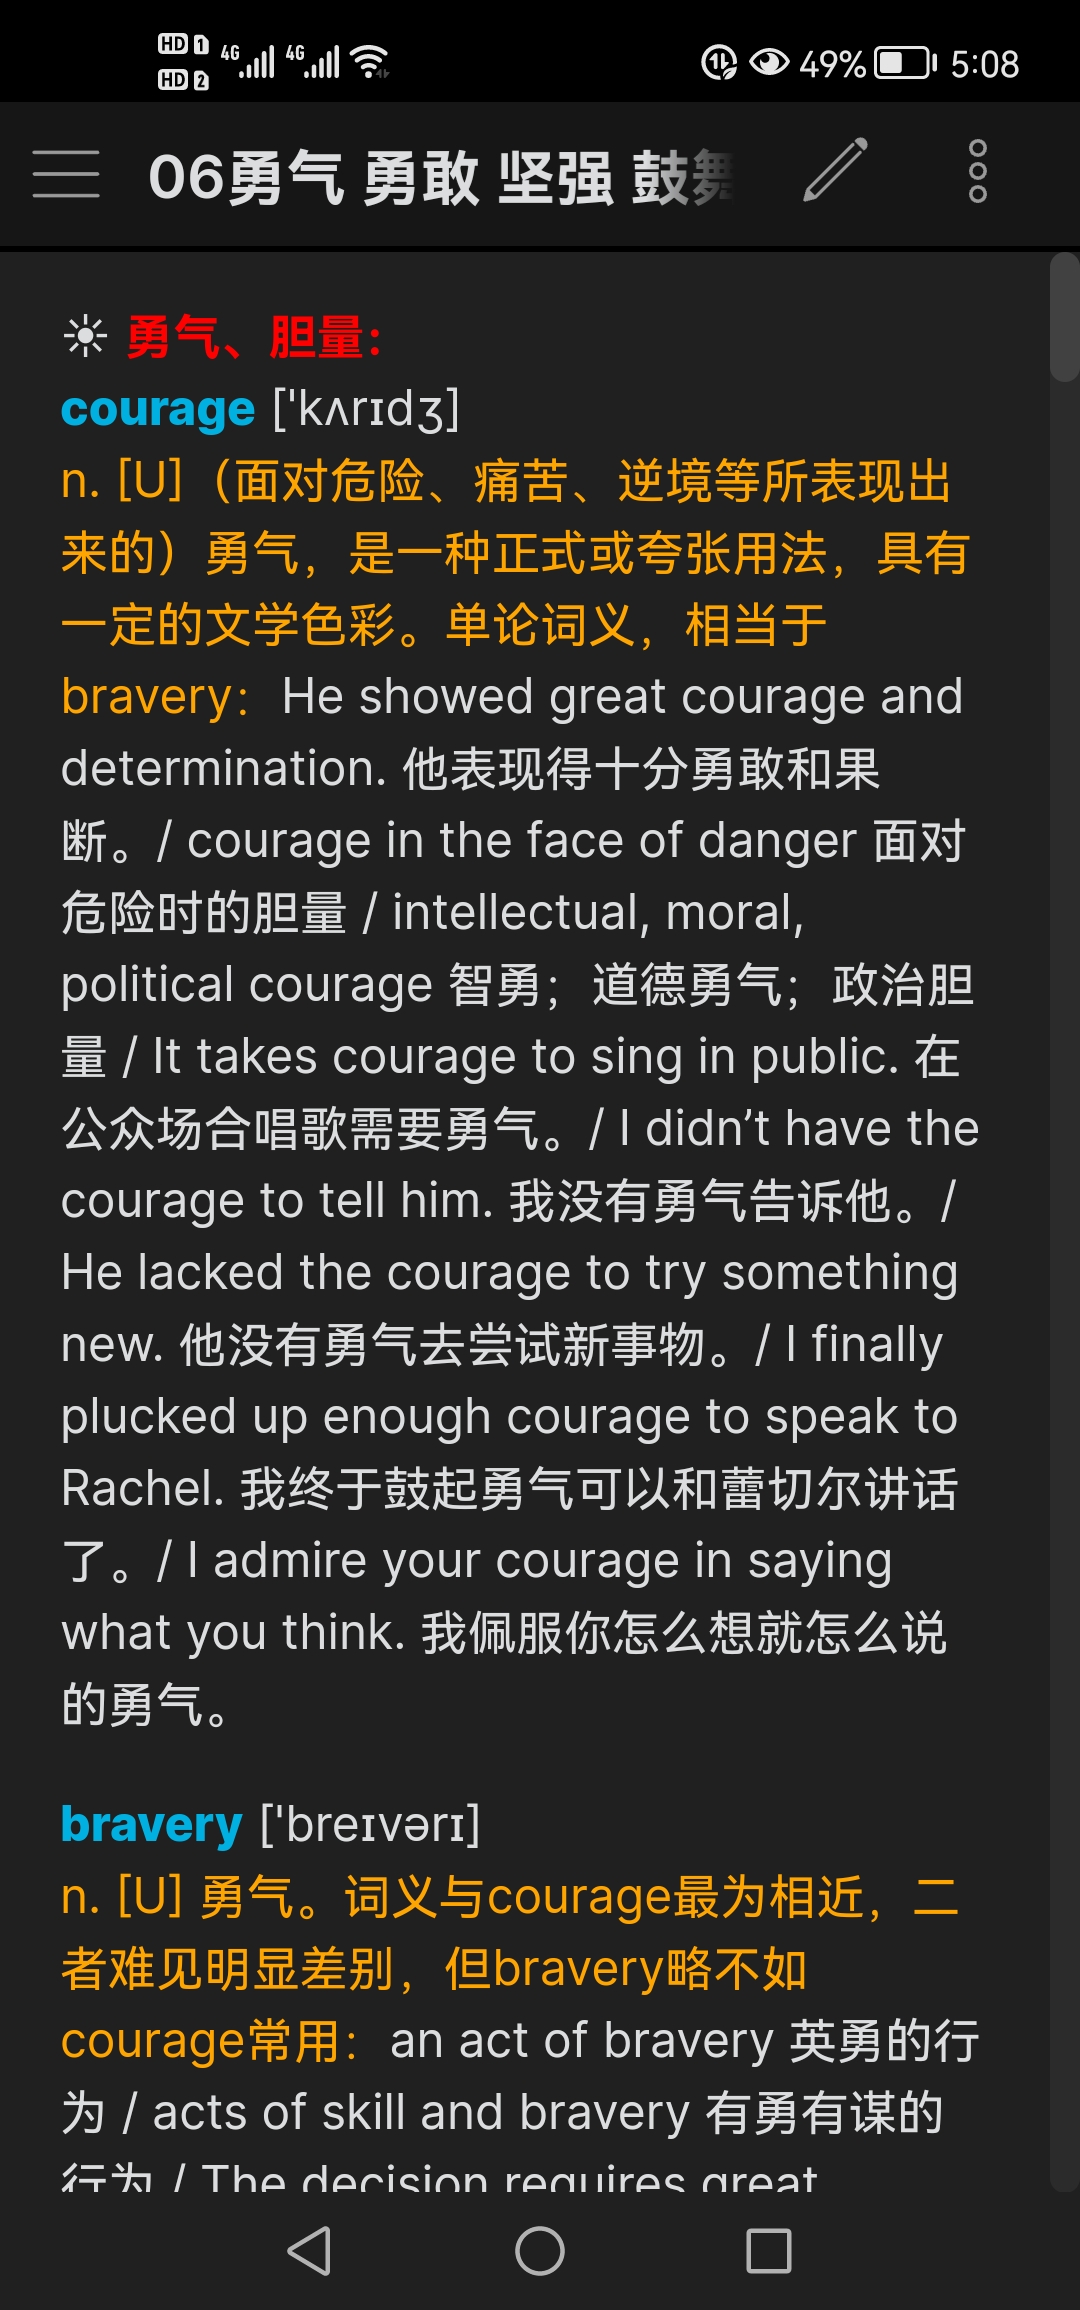 HD 1 4G 4G 49% 5:08
HD 2
06勇气 勇敢 坚强 鼓舞
☀ 勇气、胆量：
courage ['kʌrɪdʒ]
n. [U]（面对危险、痛苦、逆境等所表现出
来的）勇气，是一种正式或夸张用法，具有
一定的文学色彩。单论词义，相当于
bravery： He showed great courage and
determination. 他表现得十分勇敢和果
断。/ courage in the face of danger 面对
危险时的胆量 / intellectual, moral,
political courage 智勇；道德勇气；政治胆
量 / It takes courage to sing in public. 在
公众场合唱歌需要勇气。/ I didn’t have the
courage to tell him. 我没有勇气告诉他。/
He lacked the courage to try something
new. 他没有勇气去尝试新事物。/ I finally
plucked up enough courage to speak to
Rachel. 我终于鼓起勇气可以和蕾切尔讲话
了。/ I admire your courage in saying
what you think. 我佩服你怎么想就怎么说
的勇气。
bravery ['breɪvərɪ]
n. [U] 勇气。词义与courage最为相近，二
者难见明显差别，但bravery略不如
courage常用： an act of bravery 英勇的行
为 / acts of skill and bravery 有勇有谋的
行为 / The decision requires great